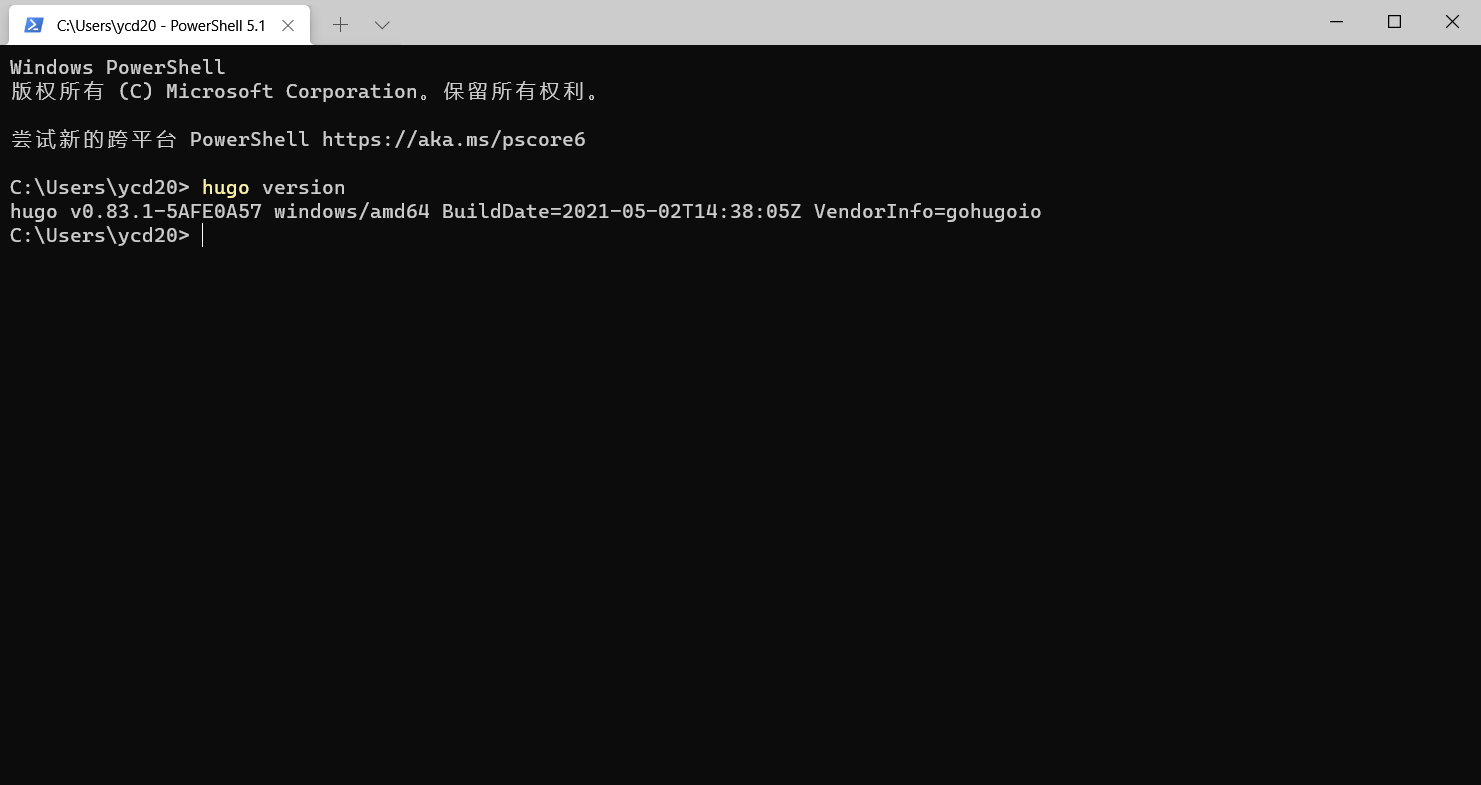 C:\Users\ycd20 - PowerShell 5.1
Windows PowerShell
版权所有 (C) Microsoft Corporation。保留所有权利。
尝试新的跨平台 PowerShell https://aka.ms/pscore6
C:\Users\ycd20> hugo version
hugo v0.83.1-5AFE0A57 windows/amd64 BuildDate=2021-05-02T14:38:05Z VendorInfo=gohugoio
C:\Users\ycd20>